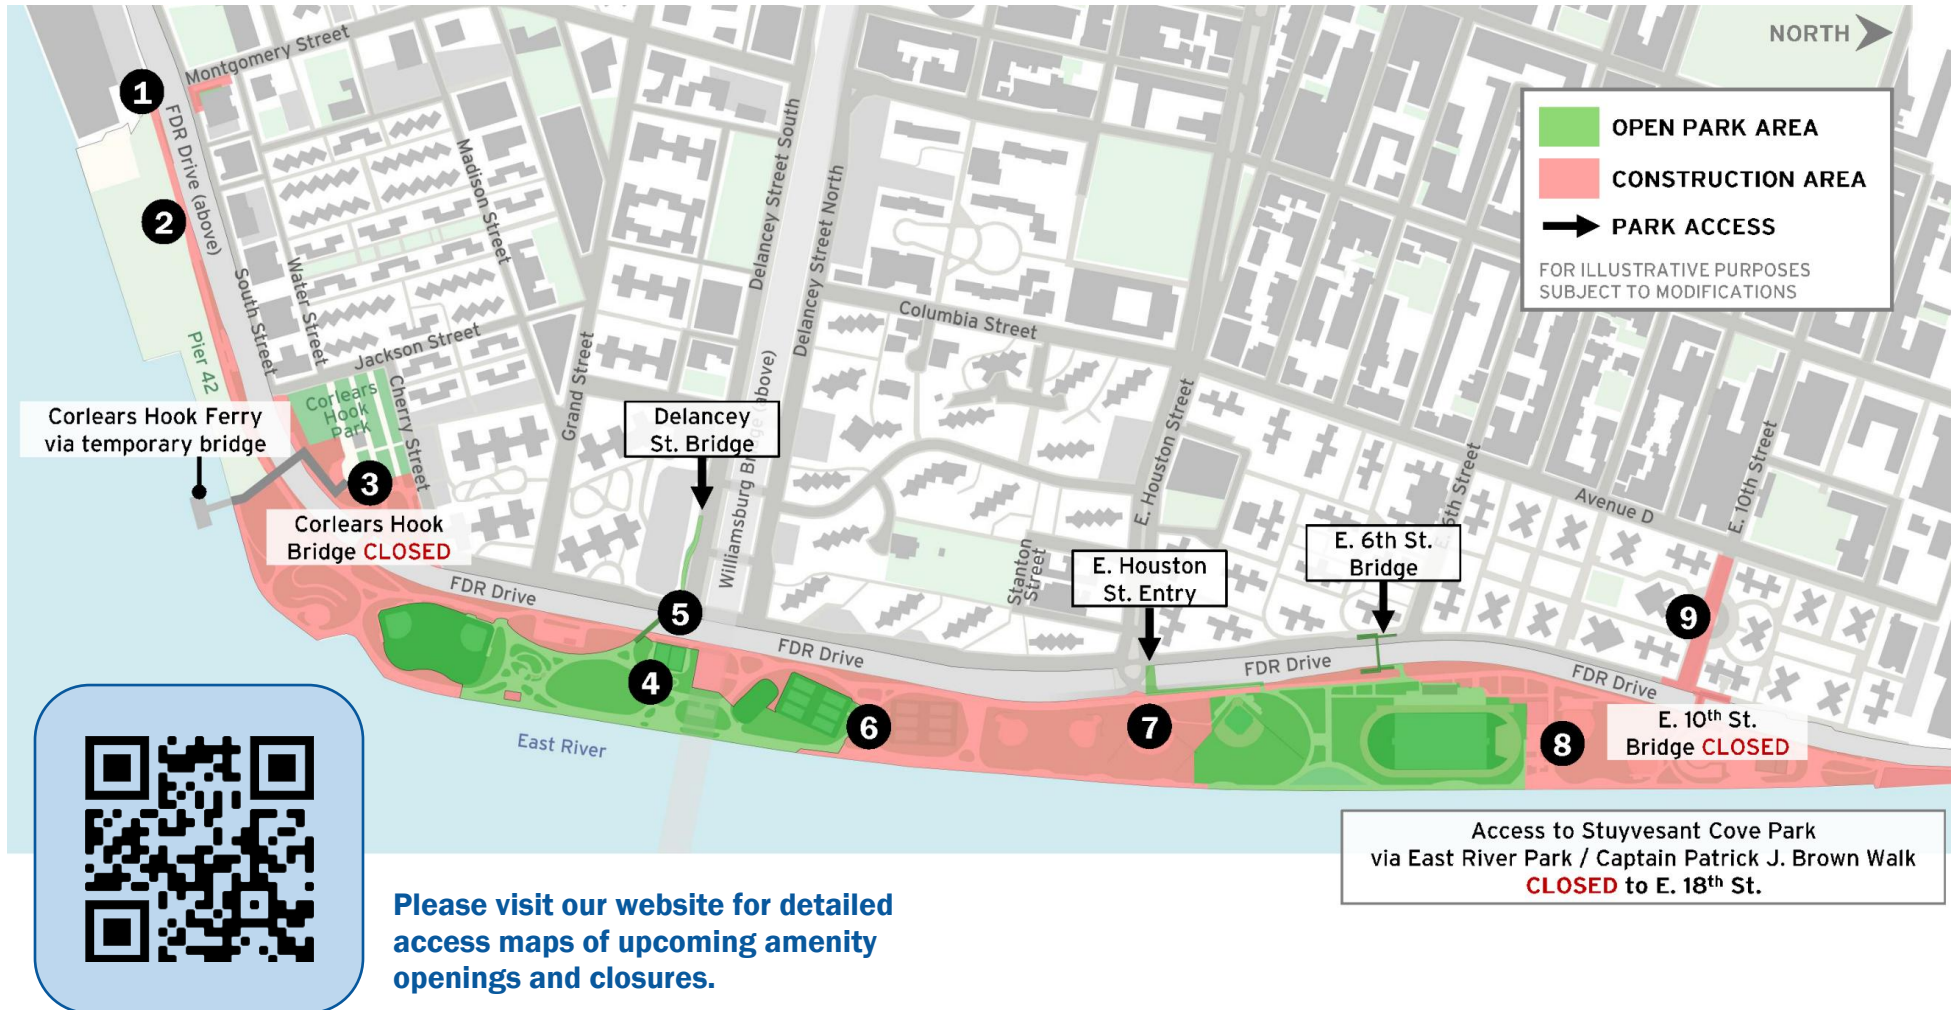 NORTH
OPEN PARK AREA
CONSTRUCTION AREA
PARK ACCESS
FOR ILLUSTRATIVE PURPOSES
SUBJECT TO MODIFICATIONS
Montgomery Street
1
FDR Drive (above)
2
Madison Street
South Street
Water Street
Pier 42
Jackson Street
Corlears
Hook
Park
Cherry Street
Grand Street
Delancey Street South
Delancey Street North
Columbia Street
Williamsburg Bridge (above)
E. Houston Street
Stanton
Street
E. 6th Street
Avenue D
E. 10th Street
Corlears Hook Ferry
via temporary bridge
3
Corlears Hook
Bridge CLOSED
Delancey
St. Bridge
E. Houston
St. Entry
E. 6th St.
Bridge
FDR Drive
5
FDR Drive
FDR Drive
FDR Drive
9
4
6
7
8
E. 10th St.
Bridge CLOSED
East River
Access to Stuyvesant Cove Park
via East River Park / Captain Patrick J. Brown Walk
CLOSED to E. 18th St.
Please visit our website for detailed
access maps of upcoming amenity
openings and closures.